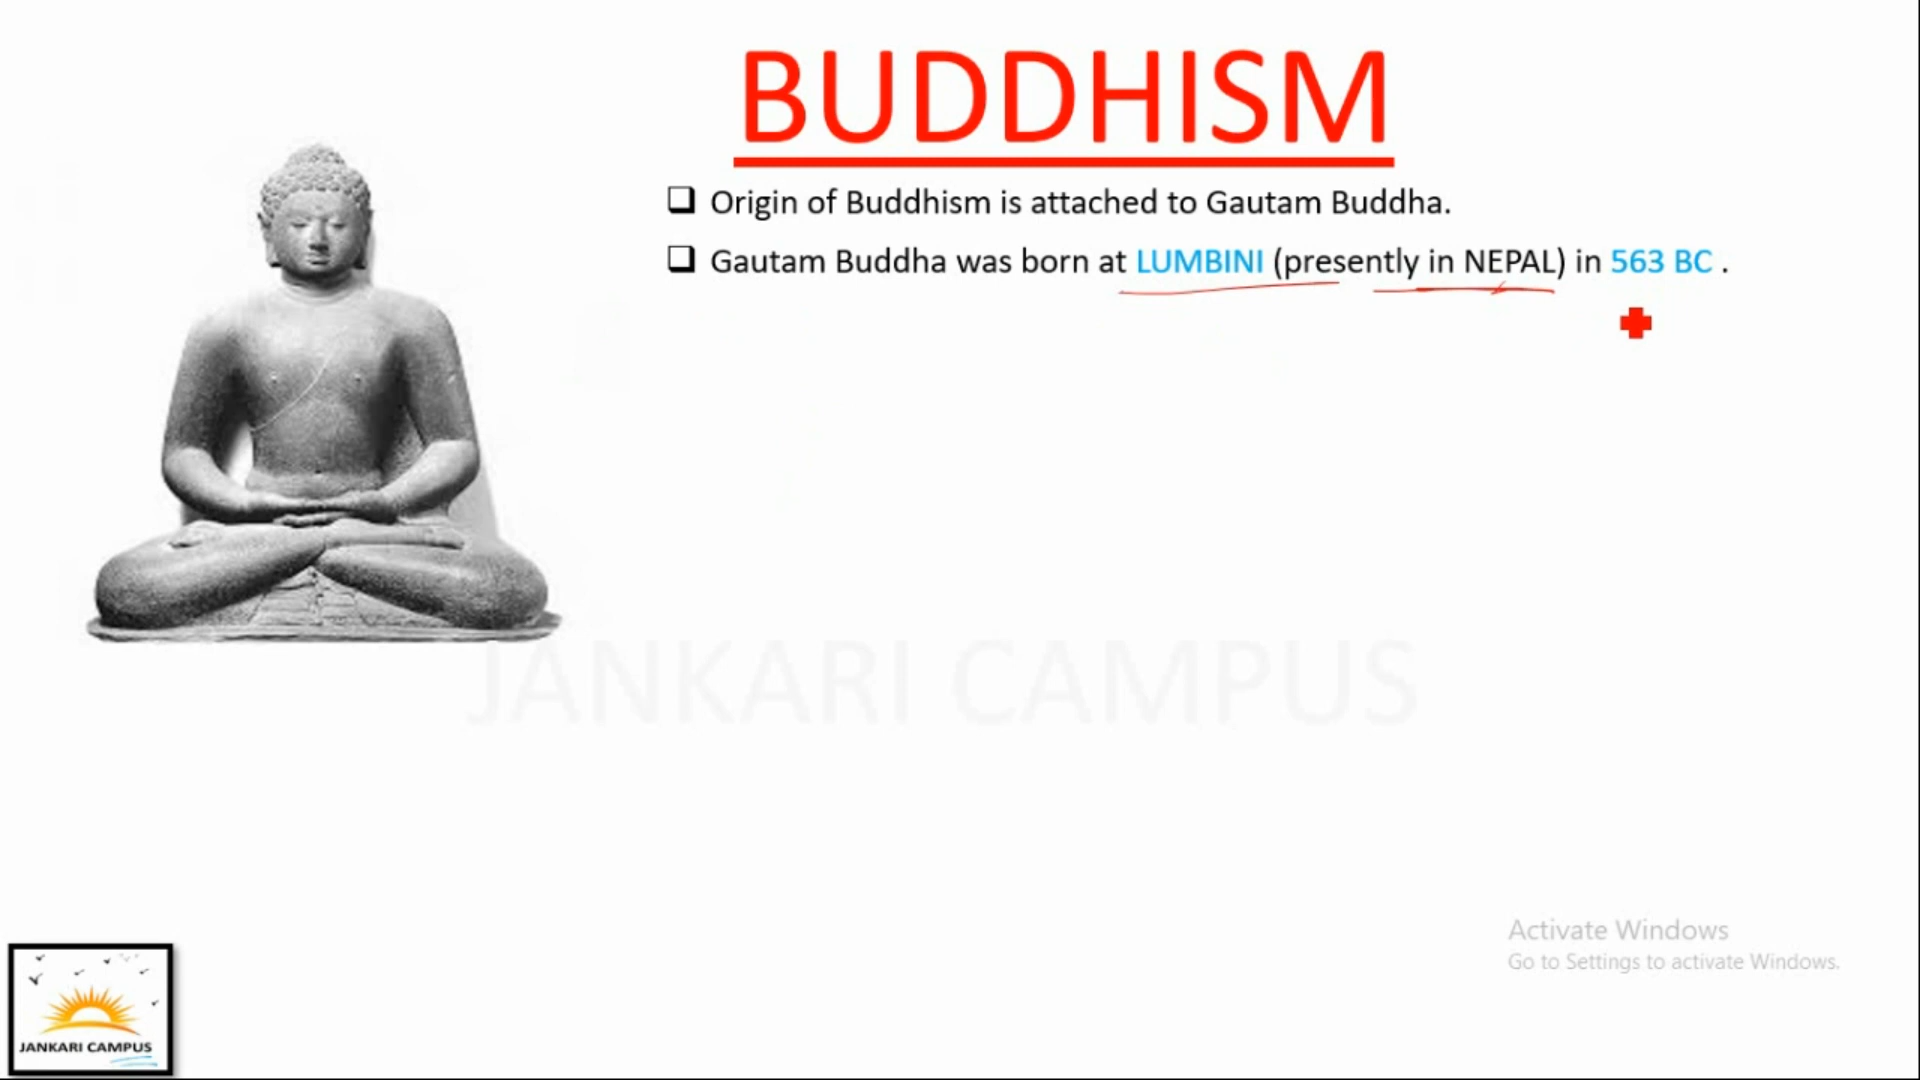 BUDDHISM
❑ Origin of Buddhism is attached to Gautam Buddha.
❑ Gautam Buddha was born at LUMBINI (presently in NEPAL) in 563 BC .
JANKARI CAMPUS
Activate Windows
Go to Settings to activate Windows.
JANKARI CAMPUS